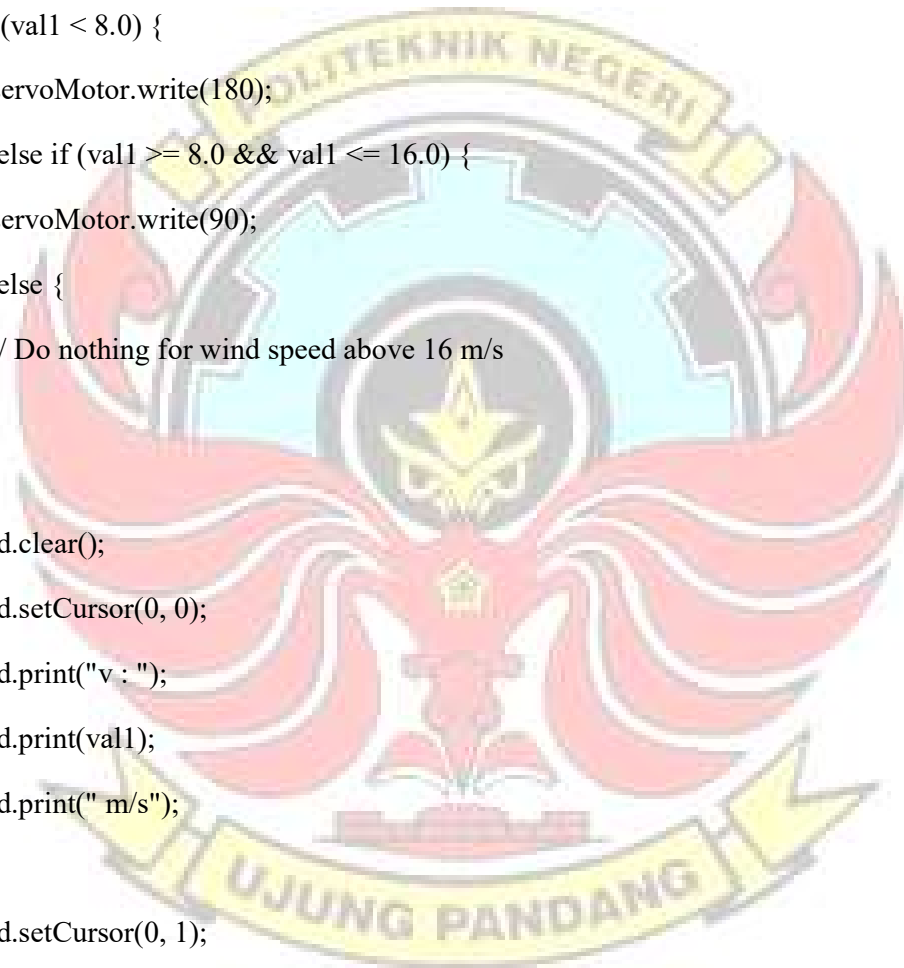 (val1 < 8.0) {
ervoMotor.write(180);
else if (val1 >= 8.0 && val1 <= 16.0) {
ervoMotor.write(90);
else {
/ Do nothing for wind speed above 16 m/s
d.clear();
d.setCursor(0, 0);
d.print("v : ");
d.print(val1);
d.print(" m/s");
d.setCursor(0, 1);
POLITEKNIK NEGERI
UJUNG PANDANG